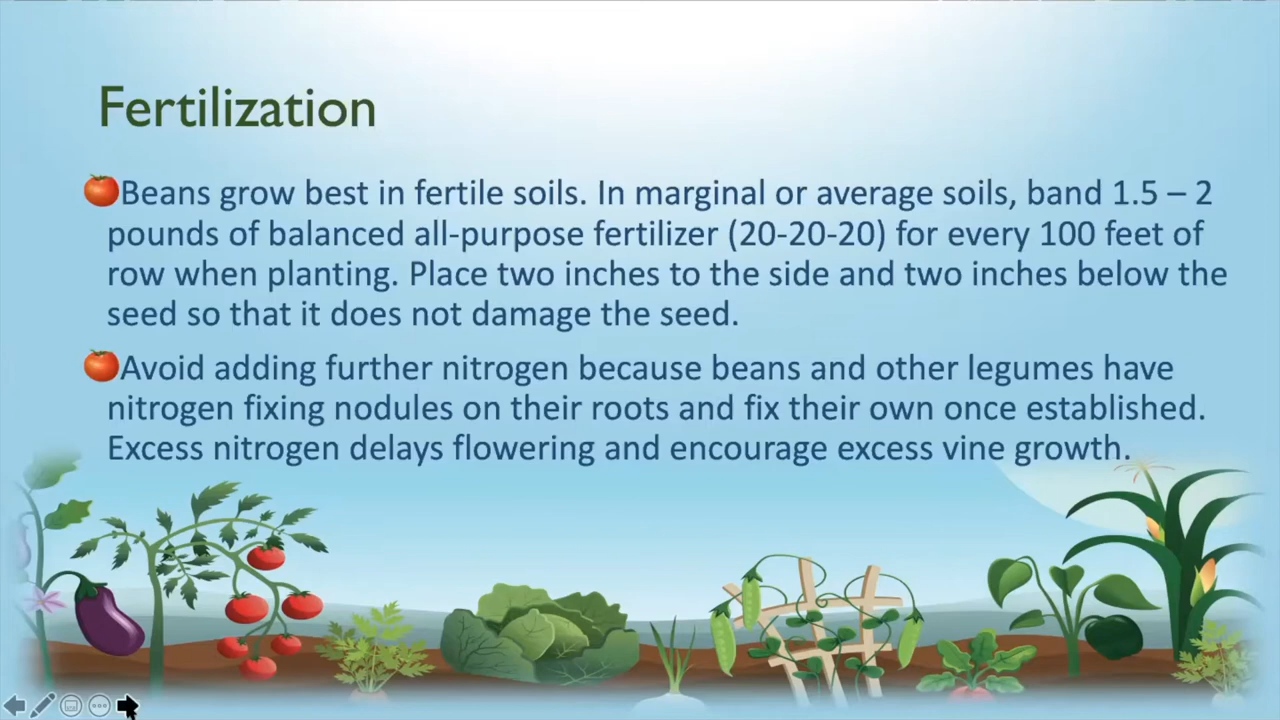 Fertilization
Beans grow best in fertile soils. In marginal or average soils, band 1.5 – 2
pounds of balanced all-purpose fertilizer (20-20-20) for every 100 feet of
row when planting. Place two inches to the side and two inches below the
seed so that it does not damage the seed.
Avoid adding further nitrogen because beans and other legumes have
nitrogen fixing nodules on their roots and fix their own once established.
Excess nitrogen delays flowering and encourage excess vine growth.